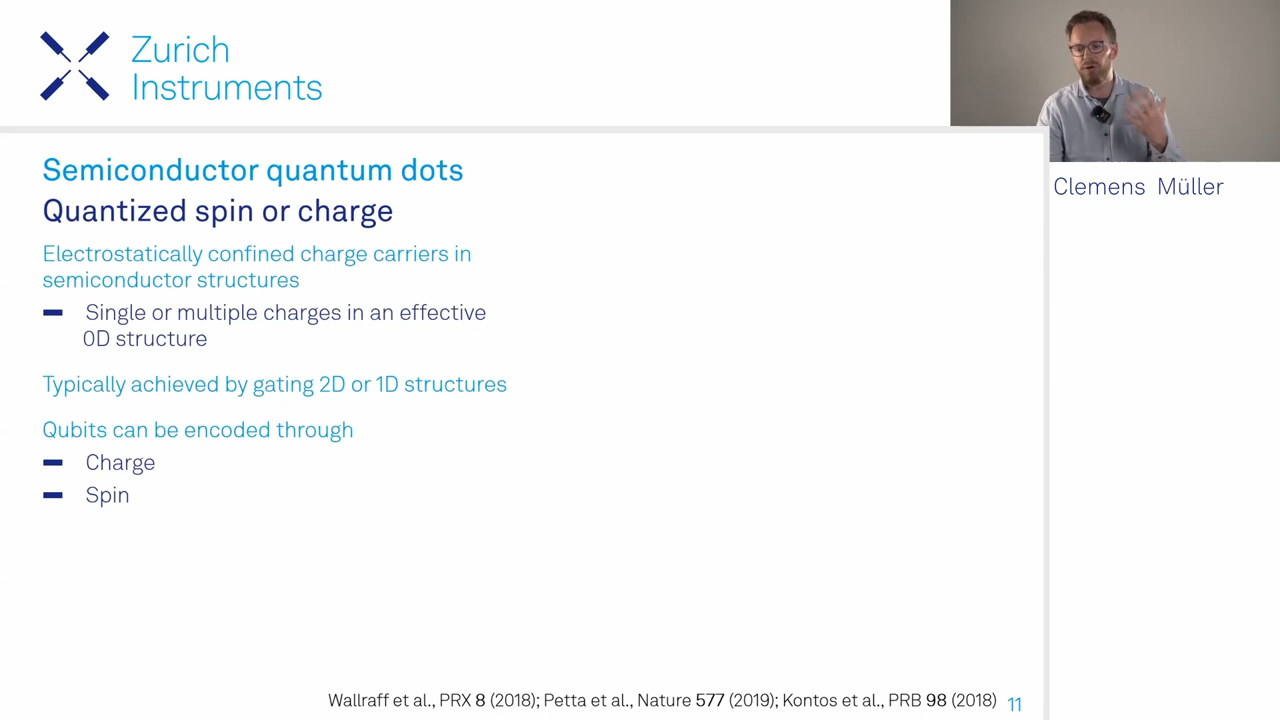 Zurich
Instruments
Clemens Müller
Semiconductor quantum dots
Quantized spin or charge
Electrostatically confined charge carriers in
semiconductor structures
Single or multiple charges in an effective
0D structure
Typically achieved by gating 2D or 1D structures
Qubits can be encoded through
Charge
Spin
Wallraff et al., PRX 8 (2018); Petta et al., Nature 577 (2019); Kontos et al., PRB 98 (2018)
11